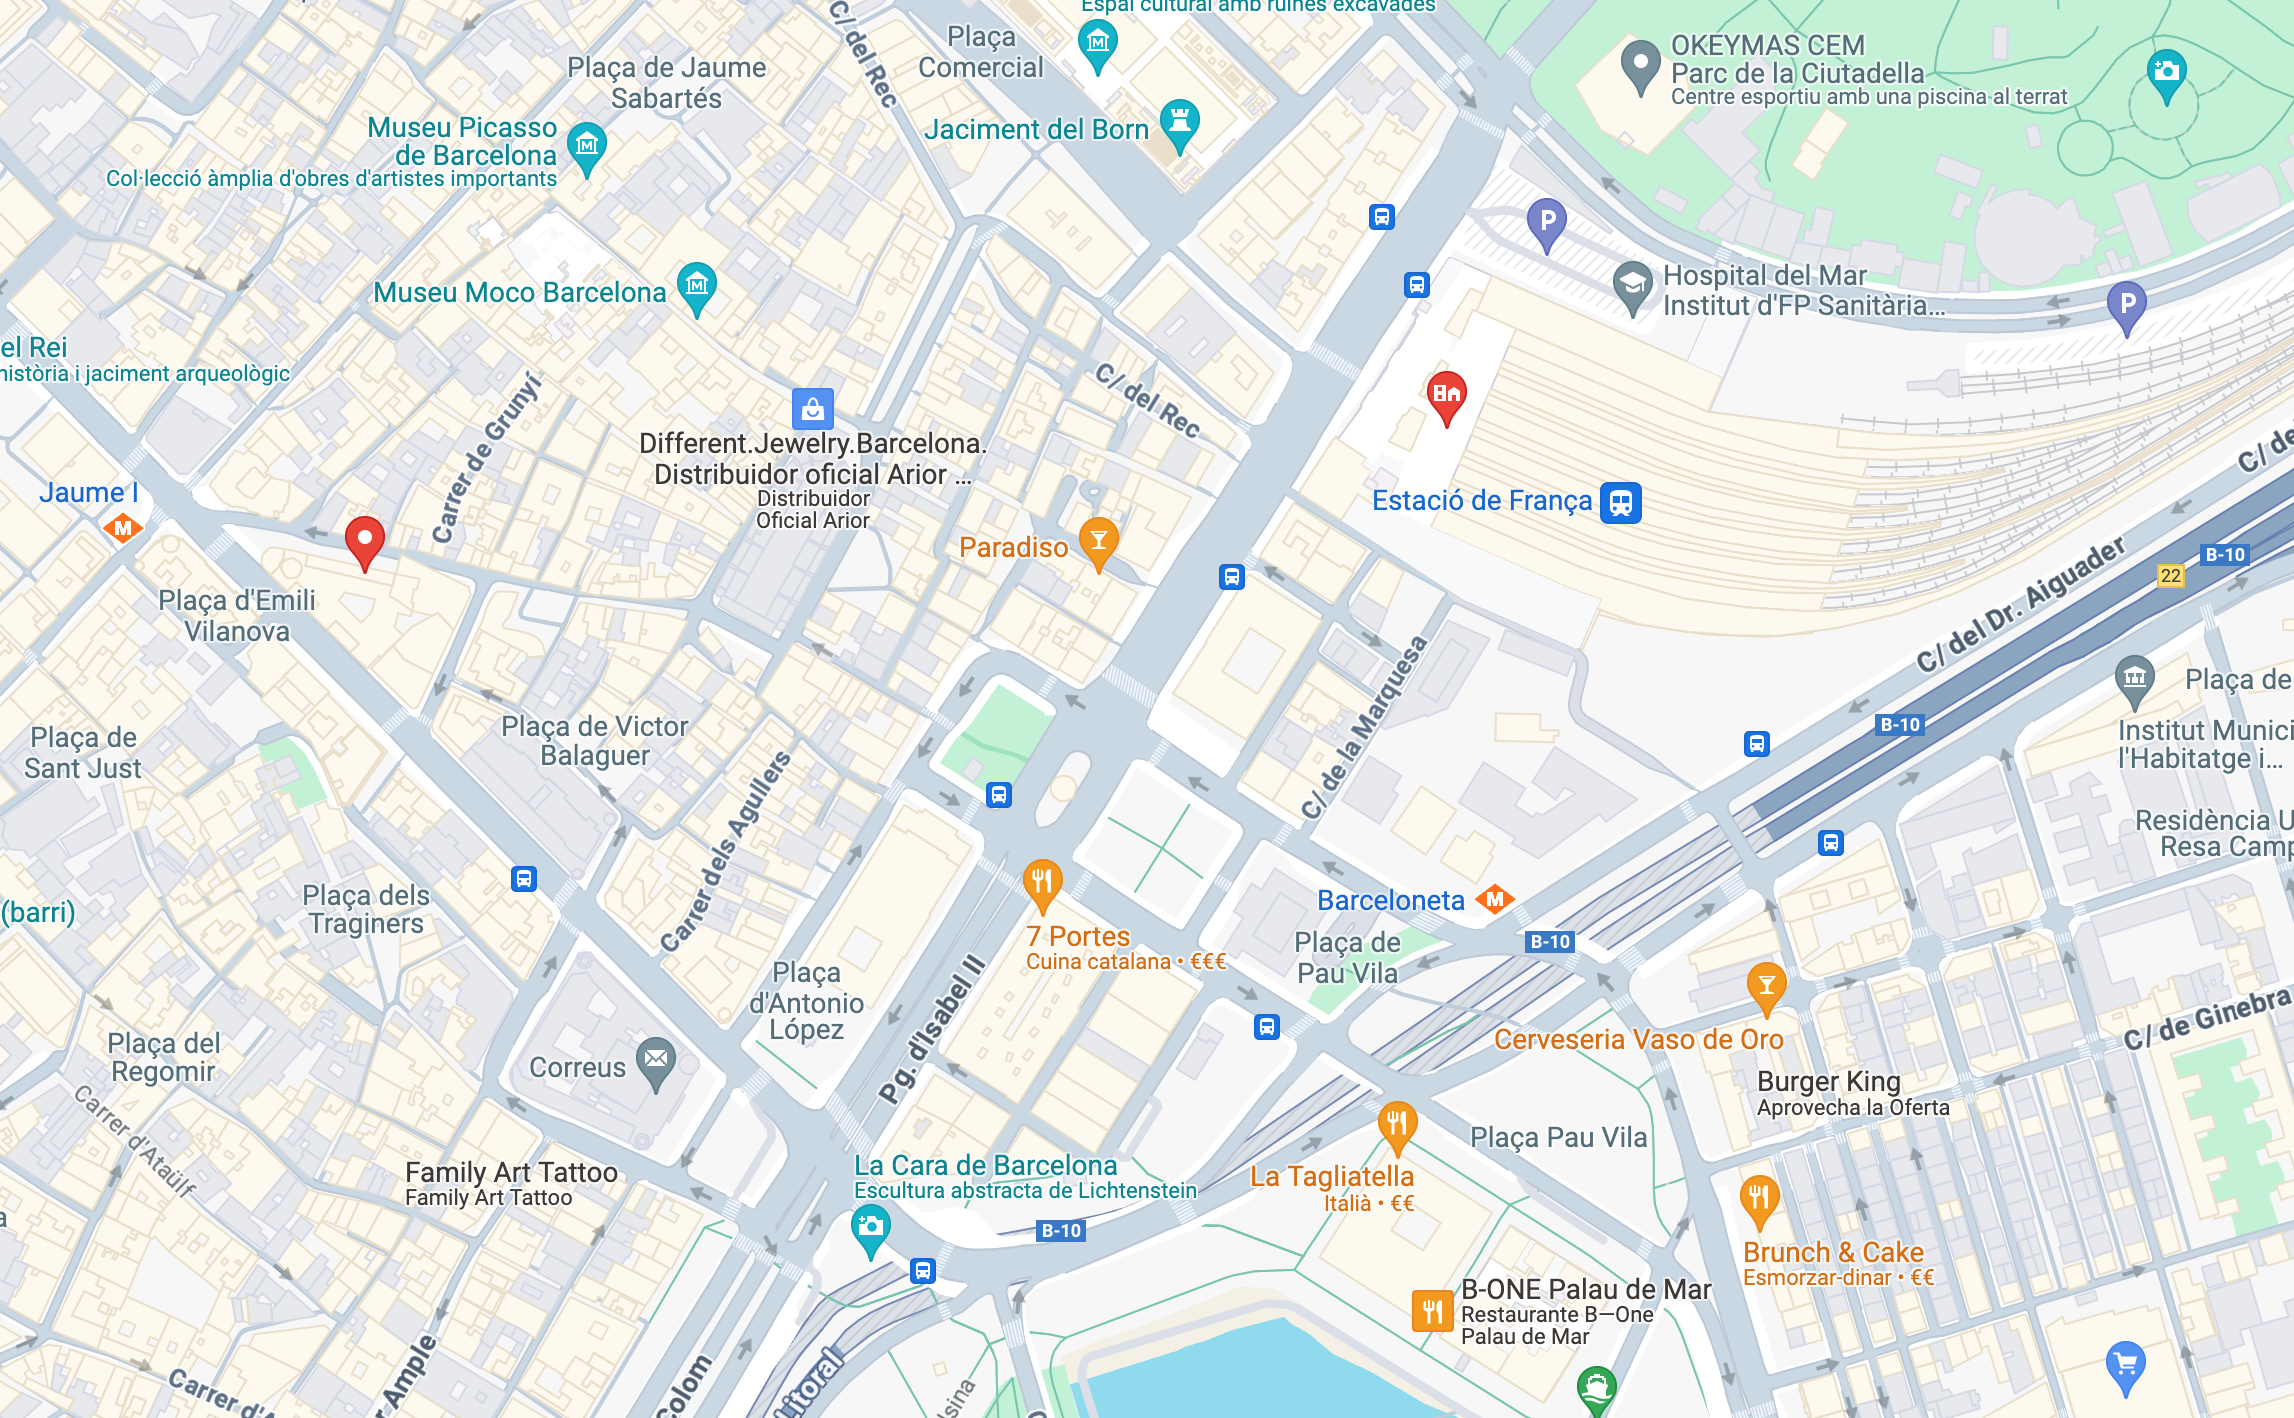 Espai cultural amb ruïnes excavades
C/ del Rec
Plaça
Comercial
OKEYMAS CEM
Parc de la Ciutadella
Centre esportiu amb una piscina al terrat
Plaça de Jaume
Sabartés
Museu Picasso
de Barcelona
Col·lecció àmplia d'obres d'artistes importants
Jaciment del Born
P
Hospital del Mar
Institut d'FP Sanitària...
P
Museu Moco Barcelona
el Rei
història i jaciment arqueològic
Carrer de Grunyí
C/ del Rec
Different.Jewelry.Barcelona.
Distribuidor oficial Arior ...
Distribuidor
Oficial Arior
Jaume I
M
Estació de França
Paradiso
C/ de
B-10
22
C/ del Dr. Aiguader
Plaça d'Emili
Vilanova
C/ de la Marquesa
Plaça de
Institut Munici
l'Habitatge i...
B-10
Plaça de
Sant Just
Plaça de Victor
Balaguer
Carrer dels Agullers
Residència U
Resa Camp
(barri)
Plaça dels
Traginers
7 Portes
Cuina catalana • €€€
Barceloneta
M
B-10
Plaça de
Pau Vila
Plaça
d'Antonio
López
Pg. d'Isabel II
Cerveseria Vaso de Oro
C/ de Ginebra
Plaça del
Regomir
Correus
Burger King
Aprovecha la Oferta
Carrer d'Ataülf
Plaça Pau Vila
Family Art Tattoo
Family Art Tattoo
La Cara de Barcelona
Escultura abstracta de Lichtenstein
La Tagliatella
Italià • €€
B-10
Brunch & Cake
Esmorzar-dinar • €€
B-ONE Palau de Mar
Restaurante B—One
Palau de Mar
Carrer d'A
r Ample
Colom
Litoral